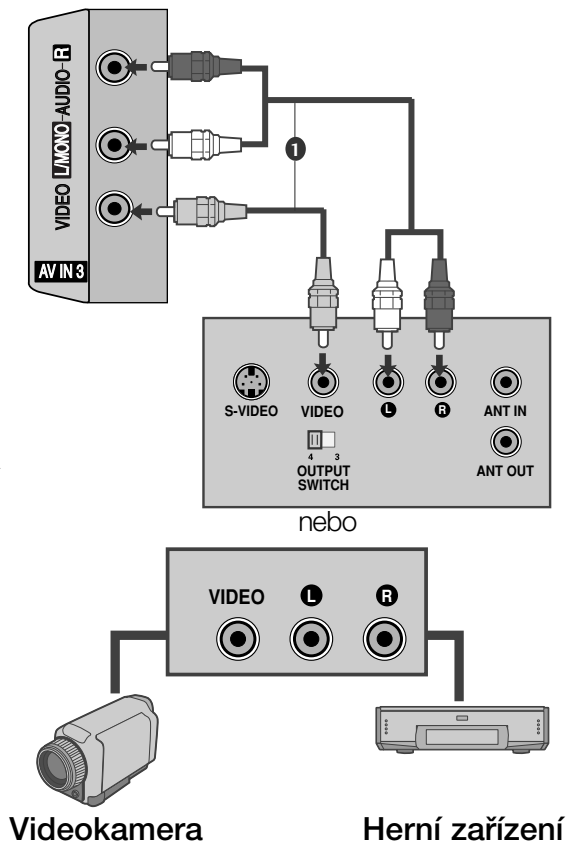 VIDEO L/MONO AUDIO R
AV IN 3
1
S-VIDEO VIDEO L R ANT IN
4 3
OUTPUT
SWITCH
ANT OUT
nebo
VIDEO L R
Videokamera Herní zařízení